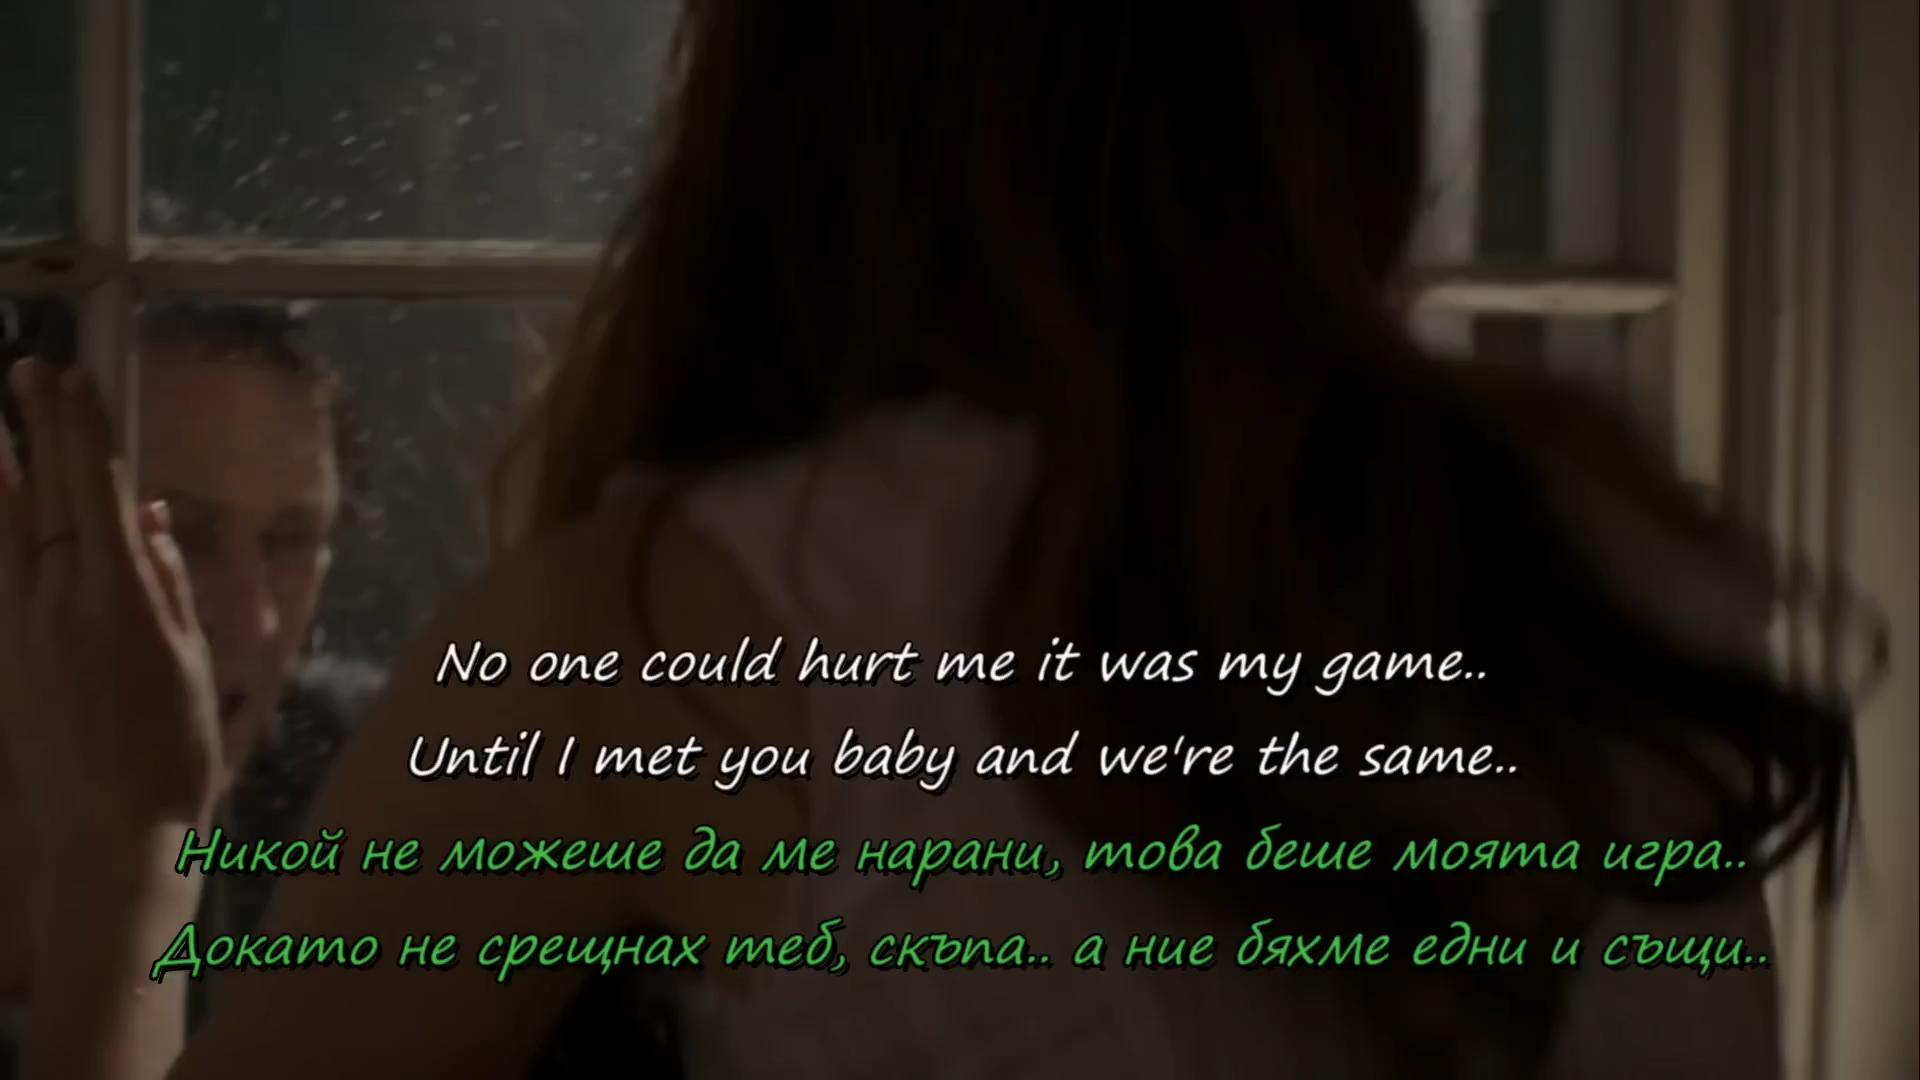 No one could hurt me it was my game..
Until I met you baby and we're the same..
Никой не можеше да ме нарани, това беше моята игра..
Докато не срещнах теб, скъпа.. а ние бяхме едни и същи..